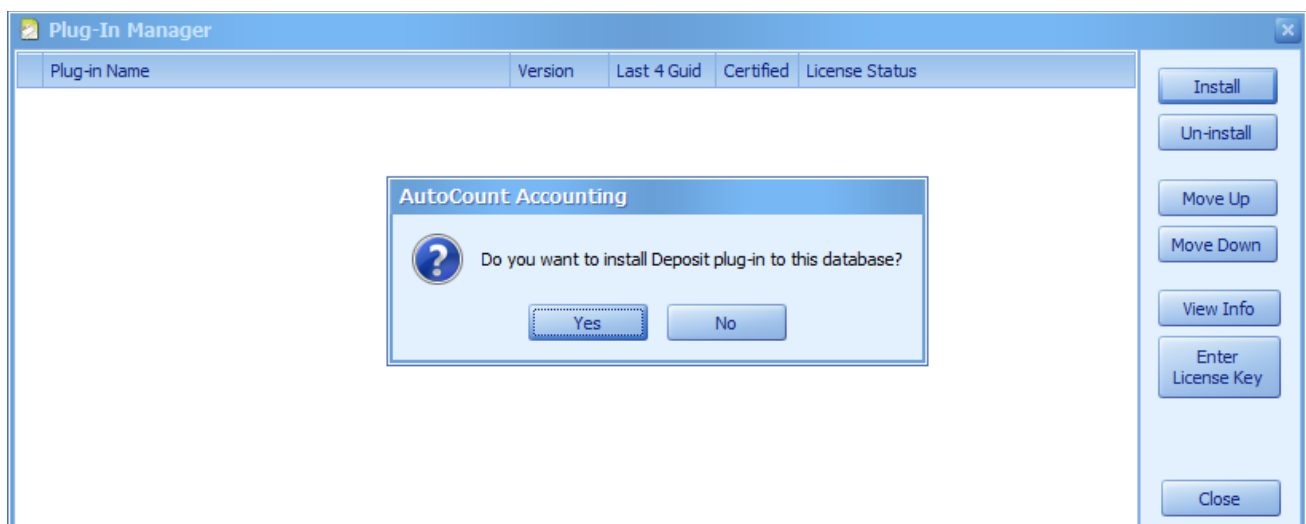 Plug-In Manager
Plug-in Name Version Last 4 Guid Certified License Status
Install
Un-install
Move Up
Move Down
View Info
Enter
License Key
Close
AutoCount Accounting
Do you want to install Deposit plug-in to this database?
Yes No